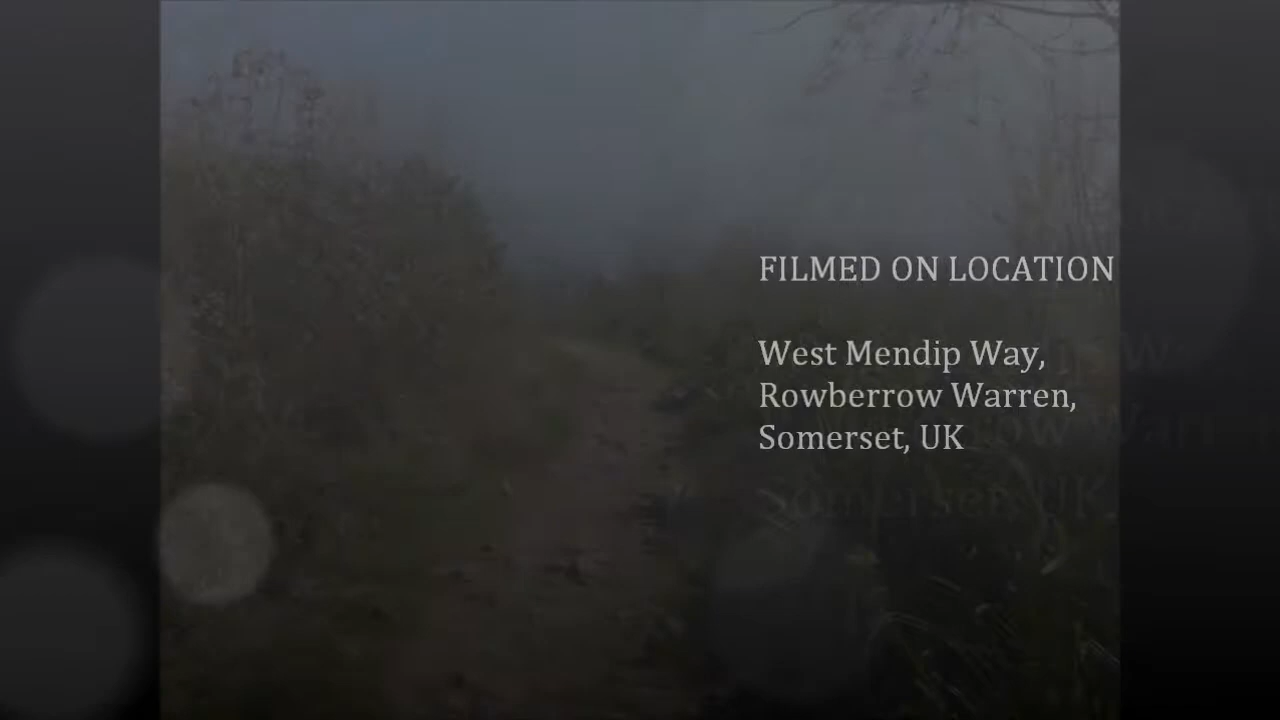 FILMED ON LOCATION
West Mendip Way,
Rowberrow Warren,
Somerset, UK